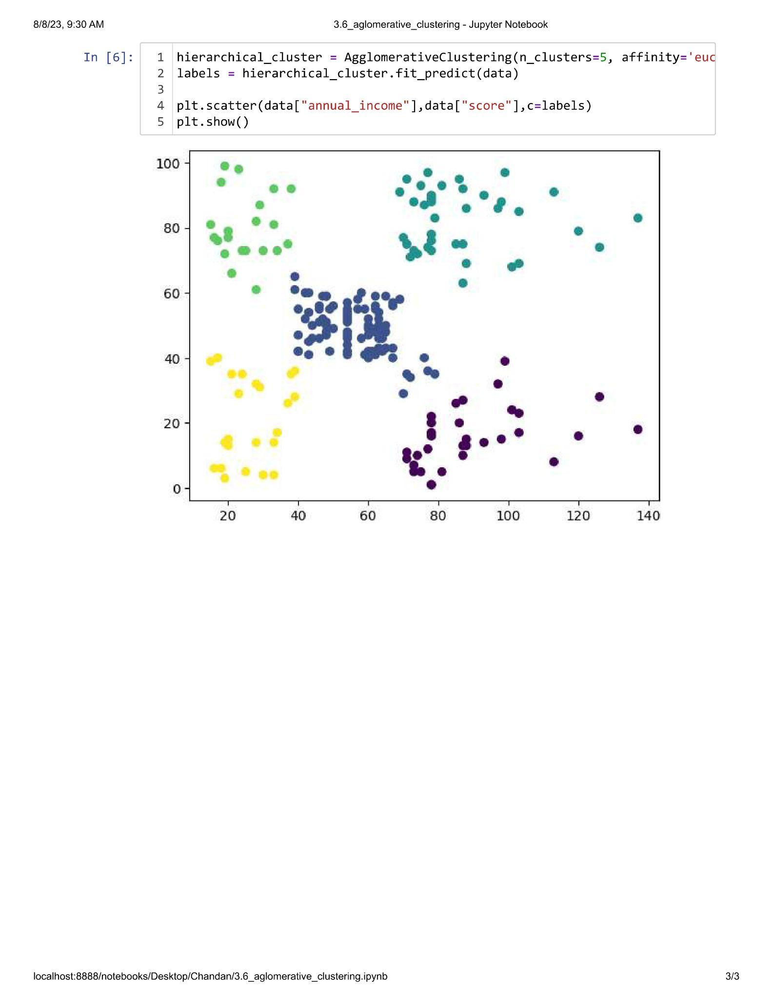 8/8/23, 9:30 AM
3.6_aglomerative_clustering - Jupyter Notebook
In [6]:
1 hierarchical_cluster = AgglomerativeClustering(n_clusters=5, affinity='euc
2 labels = hierarchical_cluster.fit_predict(data)
3
4 plt.scatter(data["annual_income"],data["score"],c=labels)
5 plt.show()
100
80
60
40
20
0
20 40 60 80 100 120 140
localhost:8888/notebooks/Desktop/Chandan/3.6_aglomerative_clustering.ipynb
3/3